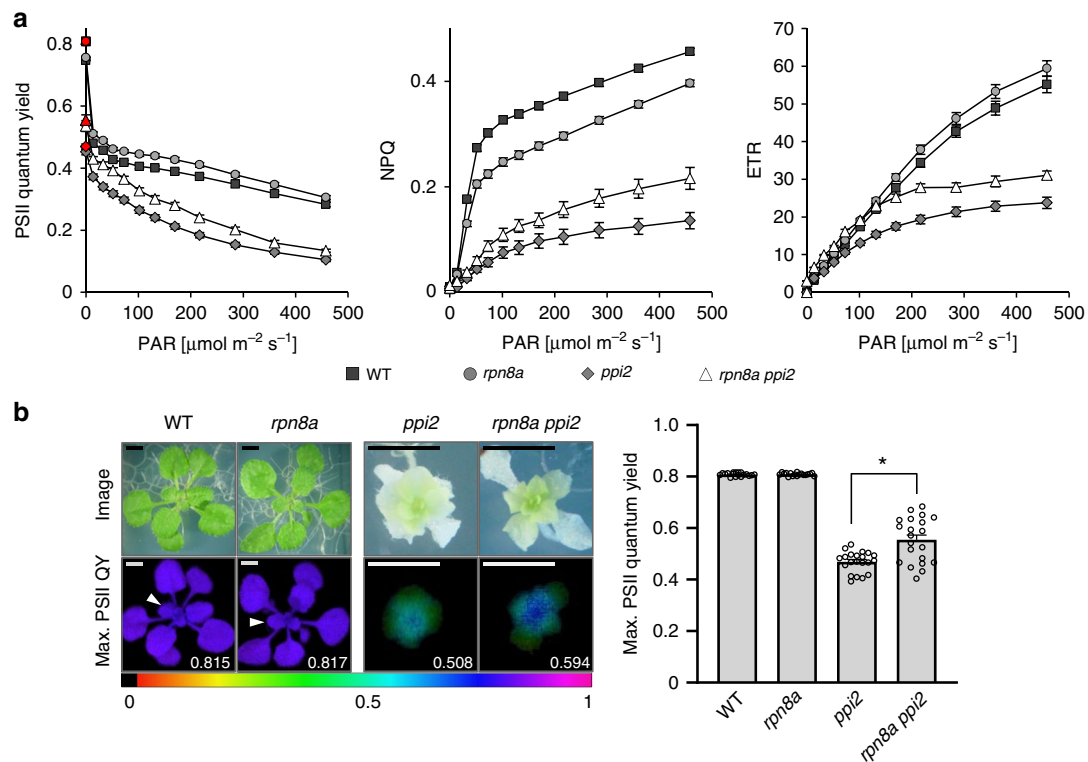 a
PSII quantum yield
0.8
0.6
0.4
0.2
0
0 100 200 300 400 500
PAR [μmol m⁻² s⁻¹]
NPQ
0.4
0.2
0
0 100 200 300 400 500
PAR [μmol m⁻² s⁻¹]
ETR
70
60
50
40
30
20
10
0
0 100 200 300 400 500
PAR [μmol m⁻² s⁻¹]
WT rpn8a ppi2 rpn8a ppi2
b
WT rpn8a ppi2 rpn8a ppi2
Image
Max. PSII QY
0.815 0.817 0.508 0.594
0 0.5 1
Max. PSII quantum yield
1.0
0.8
0.6
0.4
0.2
0
*
WT
rpn8a
ppi2
rpn8a ppi2